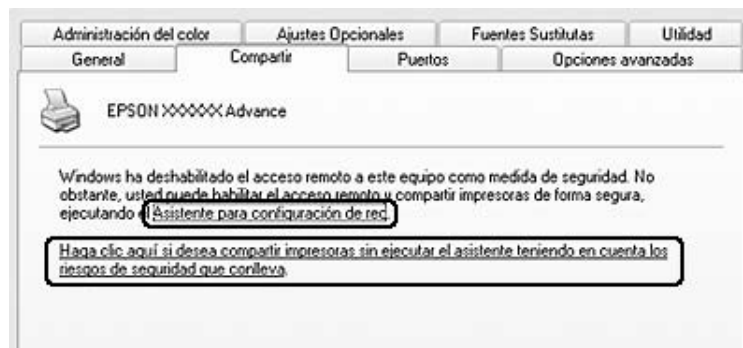 Administración del color Ajustes Opcionales Fuentes Sustitutas Utilidad
General Compartir Puertos Opciones avanzadas
EPSON XXXXXX Advance
Windows ha deshabilitado el acceso remoto a este equipo como medida de seguridad. No
obstante, usted puede habilitar el acceso remoto y compartir impresoras de forma segura,
ejecutando el Asistente para configuración de red.
Haga clic aquí si desea compartir impresoras sin ejecutar el asistente teniendo en cuenta los
riesgos de seguridad que conlleva.